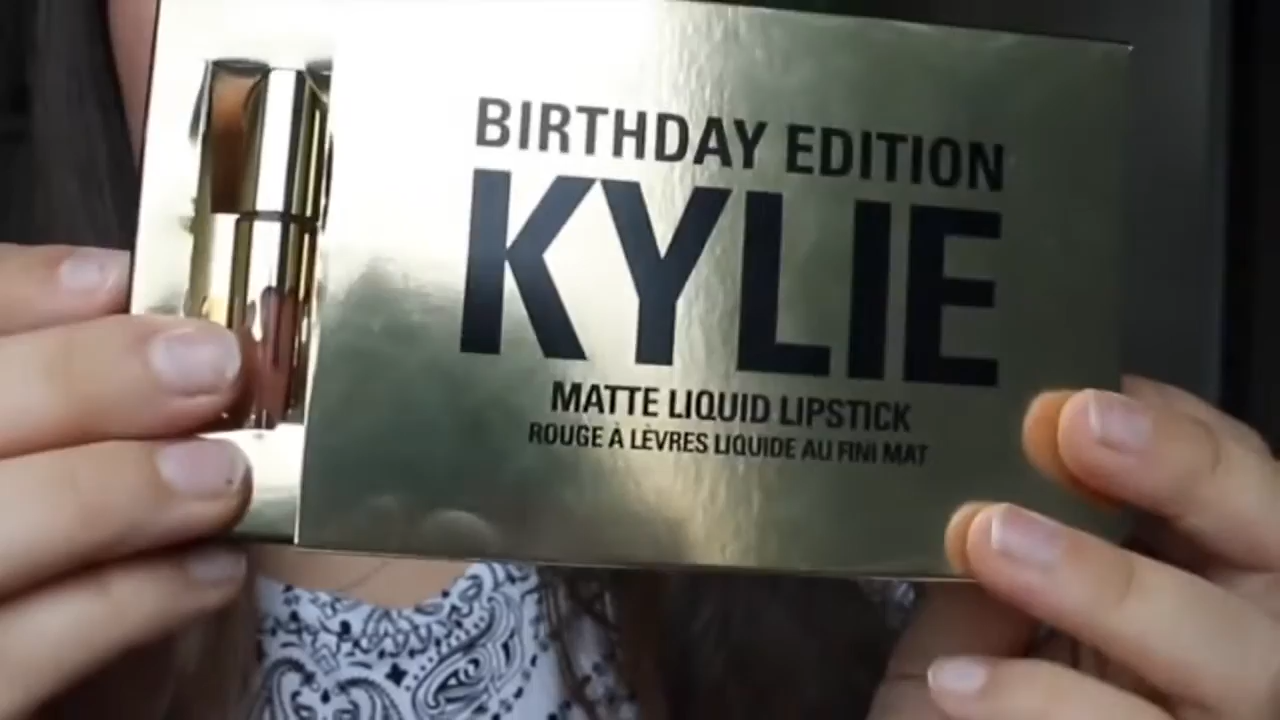 BIRTHDAY EDITION
KYLIE
MATTE LIQUID LIPSTICK
ROUGE À LÈVRES LIQUIDE AU FINI MAT